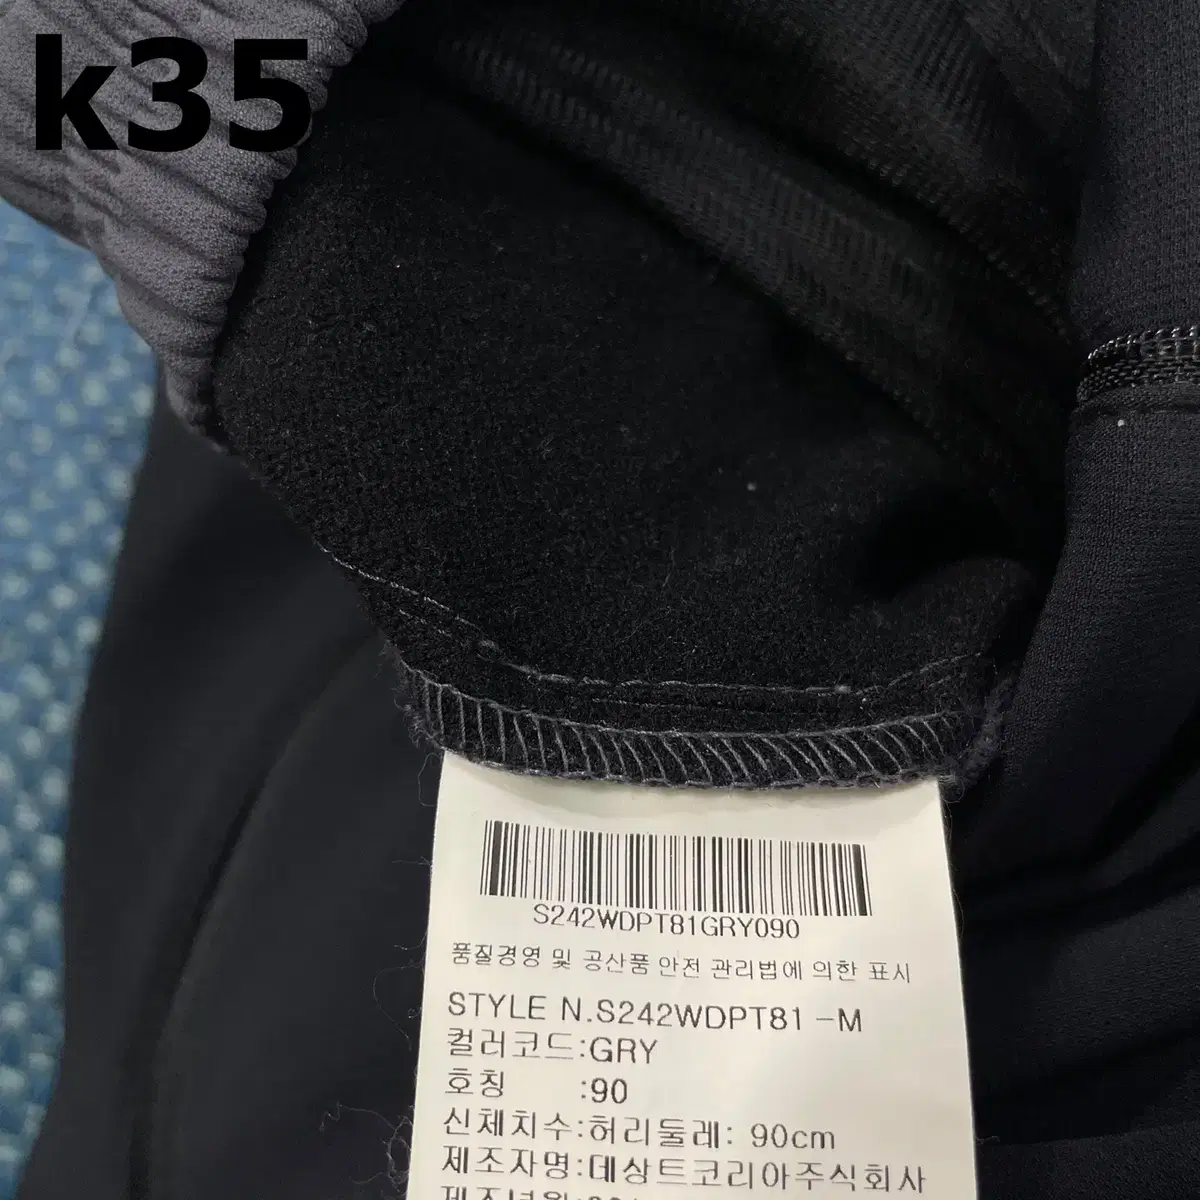 k35
S242WDPT81GRY090
품질경영 및 공산품 안전 관리법에 의한 표시
STYLE N.S242WDPT81-M
컬러코드:GRY
호칭 :90
신체치수:허리둘레: 90cm
제조자명:데상트코리아주식회사